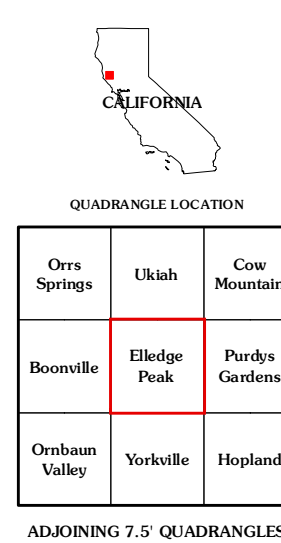 CALIFORNIA
QUADRANGLE LOCATION
Orrs
Springs
Ukiah
Cow
Mountain
Boonville
Elledge
Peak
Purdys
Gardens
Ornbaun
Valley
Yorkville
Hopland
ADJOINING 7.5' QUADRANGLES